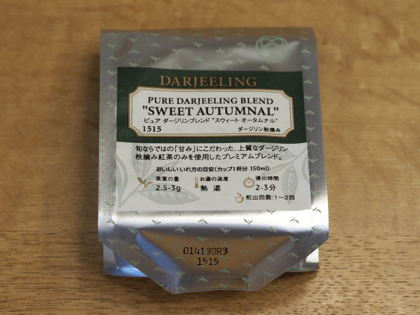 DARJEELING
PURE DARJEELING BLEND
"SWEET AUTUMNAL"
ピュア ダージリンブレンド "スウィート オータムナル"
1515 ダージリン秋摘み
旬ならではの「甘み」にこだわった、上質なダージリン
秋摘み紅茶のみを使用したプレミアムブレンド。
おいしいいれ方の目安(カップ1杯分 150ml)
茶葉の量 お湯の温度 浸出時間
2.5-3g 熱湯 2-3分
煎出回数:1~2回
014130R3
1515